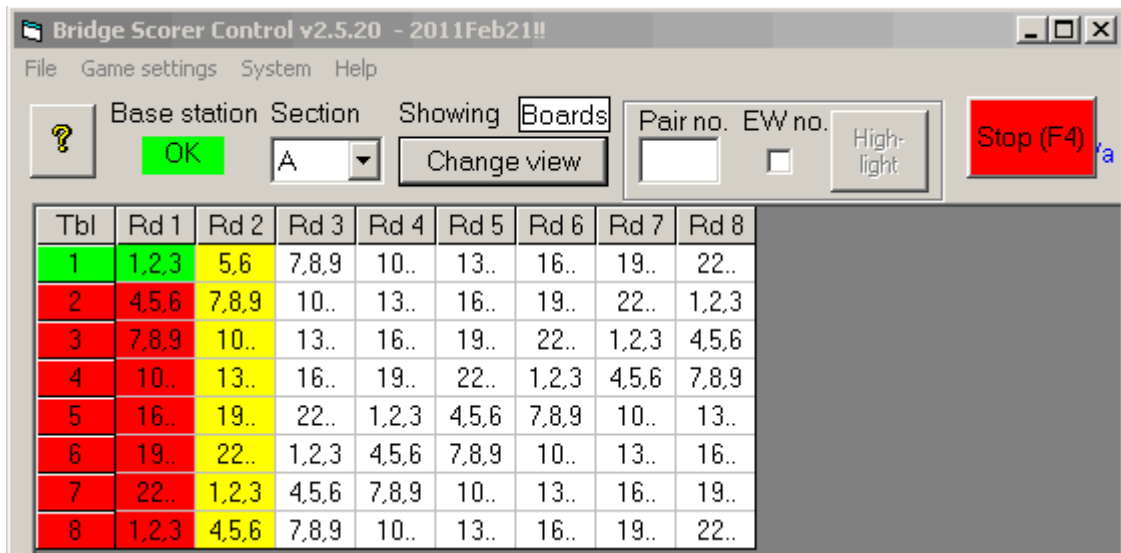 Bridge Scorer Control v2.5.20 - 2011Feb21!!
File Game settings System Help
? Base station Section Showing Boards Pair no. EW no. High-light Stop (F4)
OK A Change view 'a
Tbl Rd 1 Rd 2 Rd 3 Rd 4 Rd 5 Rd 6 Rd 7 Rd 8
1 1,2,3 5,6 7,8,9 10.. 13.. 16.. 19.. 22..
2 4,5,6 7,8,9 10.. 13.. 16.. 19.. 22.. 1,2,3
3 7,8,9 10.. 13.. 16.. 19.. 22.. 1,2,3 4,5,6
4 10.. 13.. 16.. 19.. 22.. 1,2,3 4,5,6 7,8,9
5 16.. 19.. 22.. 1,2,3 4,5,6 7,8,9 10.. 13..
6 19.. 22.. 1,2,3 4,5,6 7,8,9 10.. 13.. 16..
7 22.. 1,2,3 4,5,6 7,8,9 10.. 13.. 16.. 19..
8 1,2,3 4,5,6 7,8,9 10.. 13.. 16.. 19.. 22..